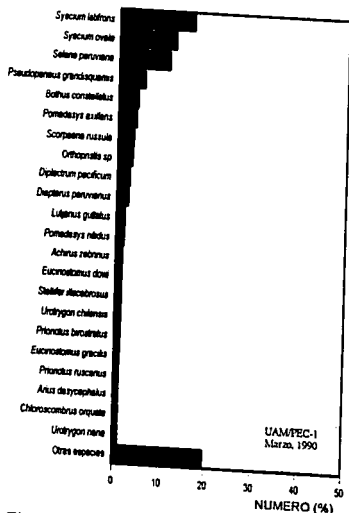 Syacium latifrons
Syacium ovale
Selene peruviana
Pseudopeneus grandisquamis
Bothus constellatus
Pomadasys axillaris
Scorpaena russula
Orthopristis sp
Diplectrum pacificum
Diapterus peruvianus
Lutjanus guttatus
Pomadasys nitidus
Achirus zebrinus
Eucinostomus dowi
Stellifer illecebrosus
Urotrygon chilensis
Prionotus birostratus
Eucinostomus gracilis
Prionotus ruscarius
Arius dasycephalus
Chloroscombrus orqueta
Urotrygon nana
Otras especies
UAM/PEC-1
Marzo, 1990
0 10 20 30 40 50
NUMERO (%)